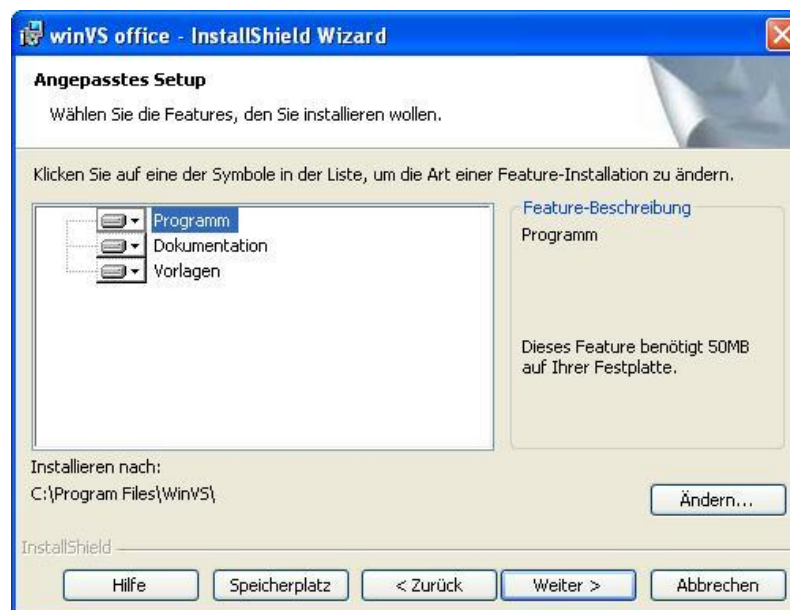 winVS office - InstallShield Wizard
Angepasstes Setup
Wählen Sie die Features, den Sie installieren wollen.
Klicken Sie auf eine der Symbole in der Liste, um die Art einer Feature-Installation zu ändern.
Programm
Dokumentation
Vorlagen
Feature-Beschreibung
Programm
Dieses Feature benötigt 50MB
auf Ihrer Festplatte.
Installieren nach:
C:\Program Files\WinVS\
Ändern...
InstallShield
Hilfe
Speicherplatz
< Zurück
Weiter >
Abbrechen